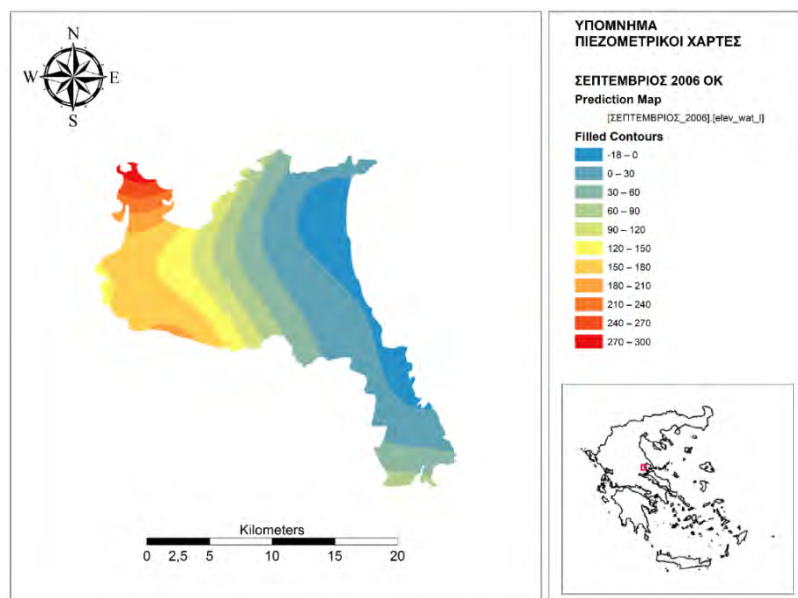 N
W E
S
Kilometers
0 2,5 5 10 15 20
ΥΠΟΜΝΗΜΑ
ΠΙΕΖΟΜΕΤΡΙΚΟΙ ΧΑΡΤΕΣ
ΣΕΠΤΕΜΒΡΙΟΣ 2006 ΟΚ
Prediction Map
[ΣΕΠΤΕΜΒΡΙΟΣ_2006].[elev_wat_l]
Filled Contours
-18 – 0
0 – 30
30 – 60
60 – 90
90 – 120
120 – 150
150 – 180
180 – 210
210 – 240
240 – 270
270 – 300